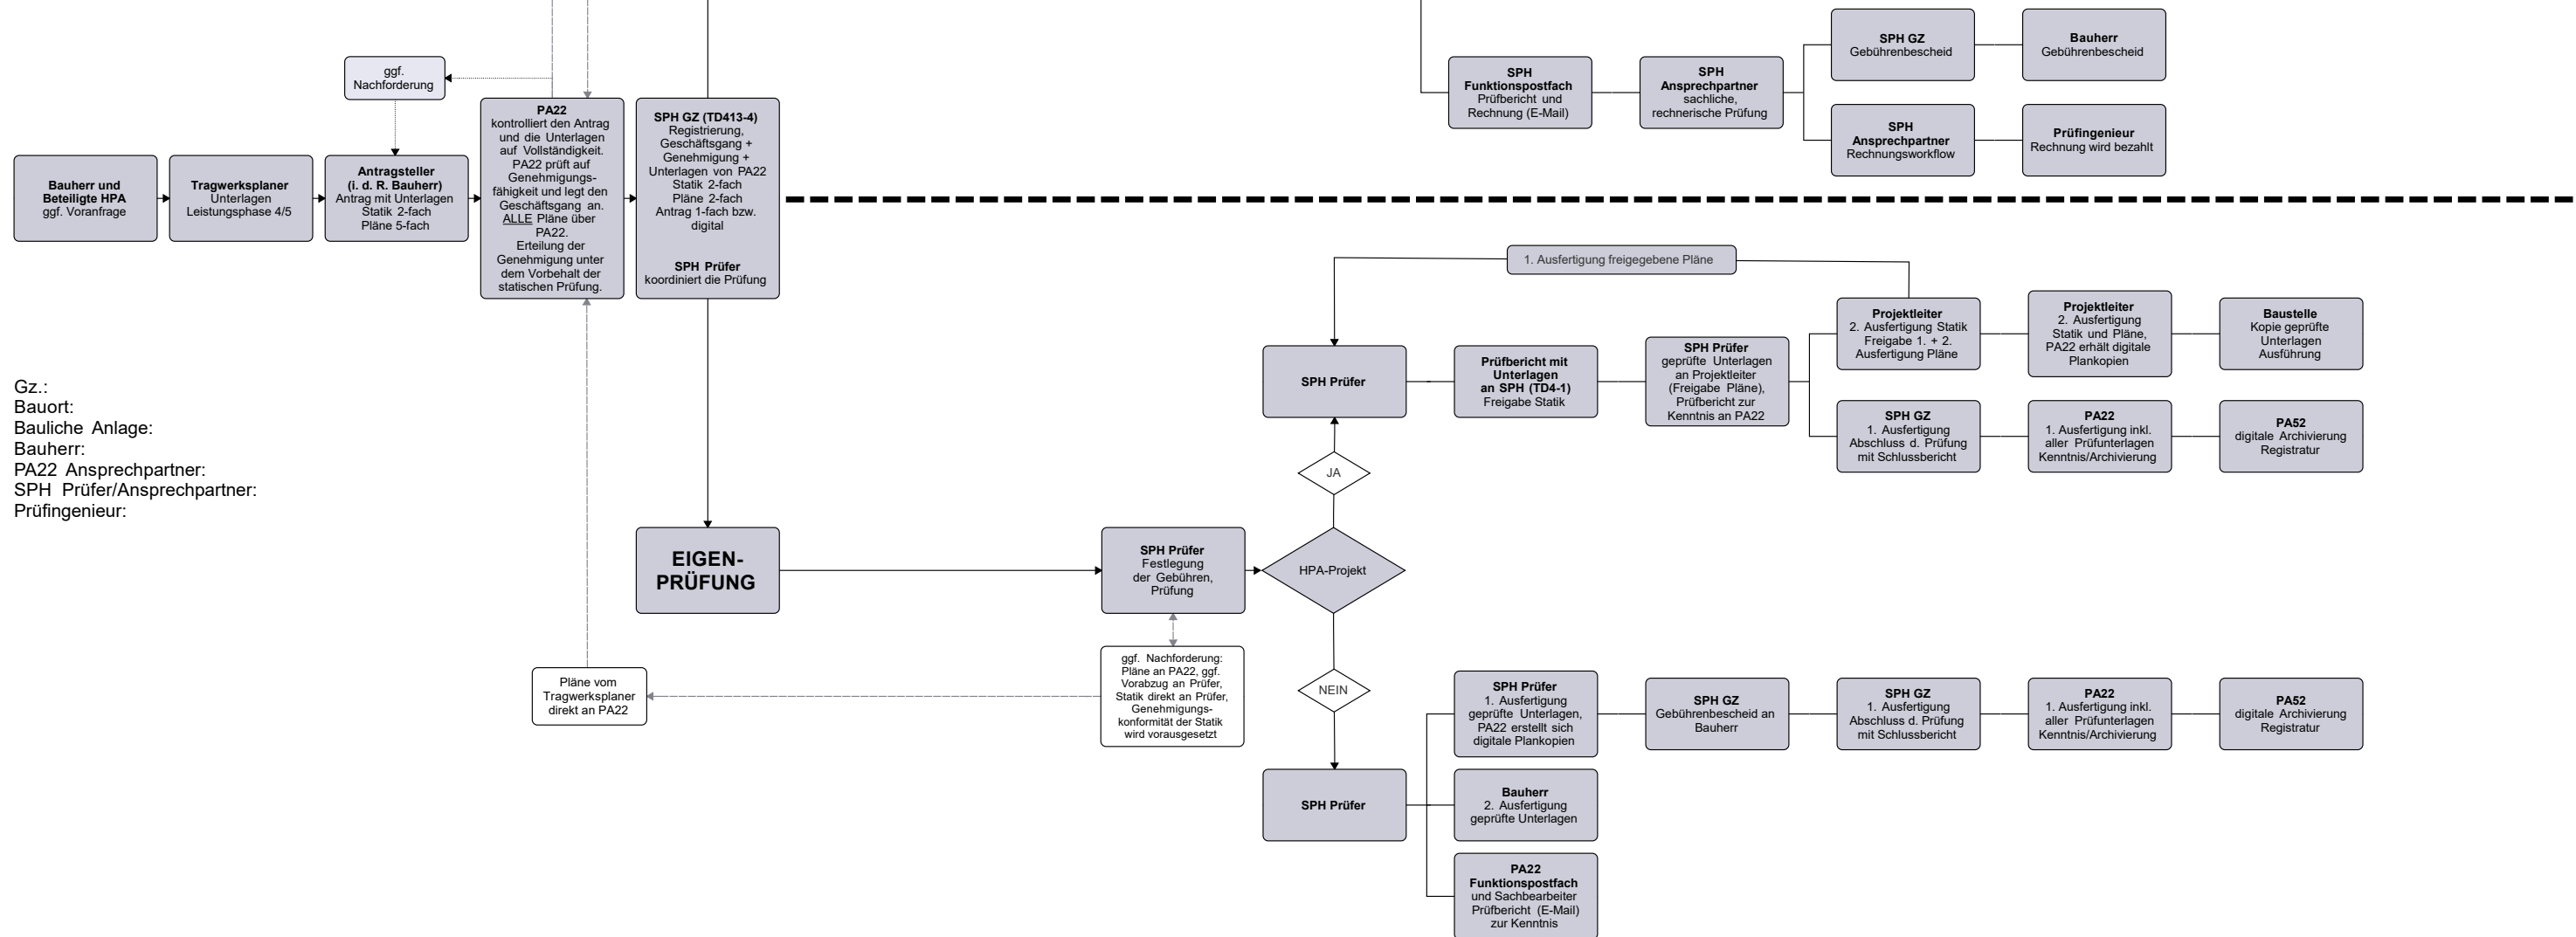 ggf.
Nachforderung
Bauherr und
Beteiligte HPA
ggf. Voranfrage
Tragwerksplaner
Unterlagen
Leistungsphase 4/5
Antragsteller
(i. d. R. Bauherr)
Antrag mit Unterlagen
Statik 2-fach
Pläne 5-fach
PA22
kontrolliert den Antrag
und die Unterlagen
auf Vollständigkeit.
PA22 prüft auf
Genehmigungs-
fähigkeit und legt den
Geschäftsgang an.
ALLE Pläne über
PA22.
Erteilung der
Genehmigung unter
dem Vorbehalt der
statischen Prüfung.
SPH GZ (TD413-4)
Registrierung,
Geschäftsgang +
Genehmigung +
Unterlagen von PA22
Statik 2-fach
Pläne 2-fach
Antrag 1-fach bzw.
digital
SPH Prüfer
koordiniert die Prüfung
SPH
Funktionspostfach
Prüfbericht und
Rechnung (E-Mail)
SPH
Ansprechpartner
sachliche,
rechnerische Prüfung
SPH GZ
Gebührenbescheid
Bauherr
Gebührenbescheid
SPH
Ansprechpartner
Rechnungsworkflow
Prüfingenieur
Rechnung wird bezahlt
1. Ausfertigung freigegebene Pläne
SPH Prüfer
Prüfbericht mit
Unterlagen
an SPH (TD4-1)
Freigabe Statik
SPH Prüfer
geprüfte Unterlagen
an Projektleiter
(Freigabe Pläne),
Prüfbericht zur
Kenntnis an PA22
Projektleiter
2. Ausfertigung Statik
Freigabe 1. + 2.
Ausfertigung Pläne
Projektleiter
2. Ausfertigung
Statik und Pläne,
PA22 erhält digitale
Plankopien
Baustelle
Kopie geprüfte
Unterlagen
Ausführung
SPH GZ
1. Ausfertigung
Abschluss d. Prüfung
mit Schlussbericht
PA22
1. Ausfertigung inkl.
aller Prüfunterlagen
Kenntnis/Archivierung
PA52
digitale Archivierung
Registratur
Gz.:
Bauort:
Bauliche Anlage:
Bauherr:
PA22 Ansprechpartner:
SPH Prüfer/Ansprechpartner:
Prüfingenieur:
JA
EIGEN-
PRÜFUNG
SPH Prüfer
Festlegung
der Gebühren,
Prüfung
HPA-Projekt
ggf. Nachforderung:
Pläne an PA22, ggf.
Vorabzug an Prüfer,
Statik direkt an Prüfer,
Genehmigungs-
konformität der Statik
wird vorausgesetzt
Pläne vom
Tragwerksplaner
direkt an PA22
NEIN
SPH Prüfer
SPH Prüfer
1. Ausfertigung
geprüfte Unterlagen,
PA22 erstellt sich
digitale Plankopien
SPH GZ
Gebührenbescheid an
Bauherr
SPH GZ
1. Ausfertigung
Abschluss d. Prüfung
mit Schlussbericht
PA22
1. Ausfertigung inkl.
aller Prüfunterlagen
Kenntnis/Archivierung
PA52
digitale Archivierung
Registratur
Bauherr
2. Ausfertigung
geprüfte Unterlagen
PA22
Funktionspostfach
und Sachbearbeiter
Prüfbericht (E-Mail)
zur Kenntnis